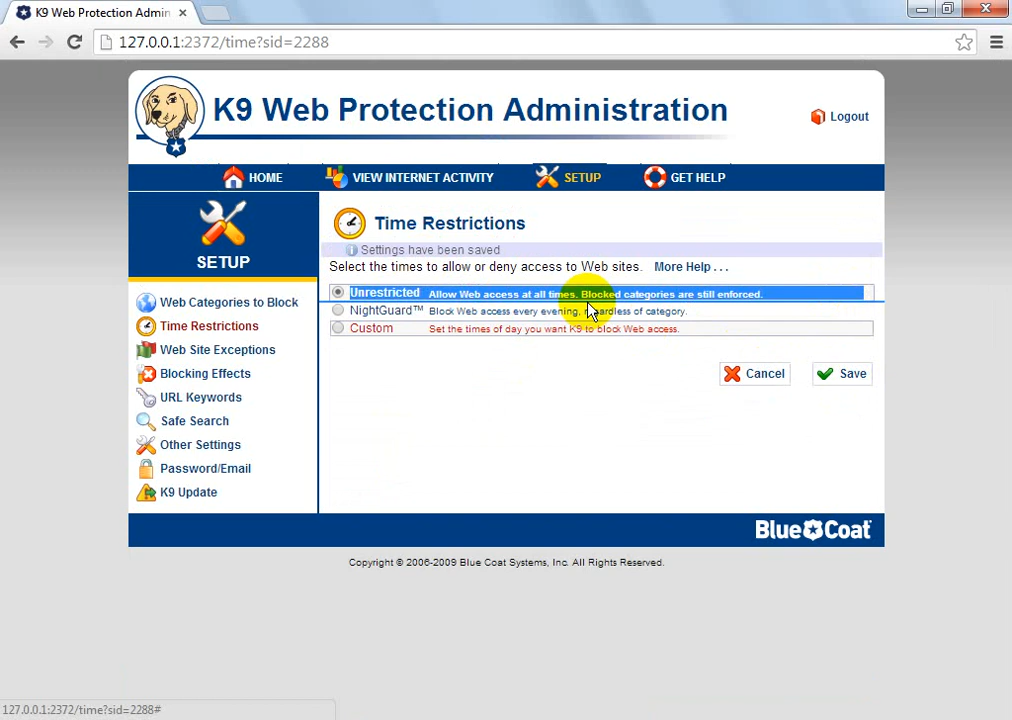 K9 Web Protection Admin
127.0.0.1:2372/time?sid=2288
K9 Web Protection Administration
Logout
HOME
VIEW INTERNET ACTIVITY
SETUP
GET HELP
SETUP
Web Categories to Block
Time Restrictions
Web Site Exceptions
Blocking Effects
URL Keywords
Safe Search
Other Settings
Password/Email
K9 Update
Time Restrictions
Settings have been saved
Select the times to allow or deny access to Web sites. More Help . . .
Unrestricted Allow Web access at all times. Blocked categories are still enforced.
NightGuard™ Block Web access every evening, regardless of category.
Custom Set the times of day you want K9 to block Web access.
Cancel
Save
Blue Coat
Copyright © 2006-2009 Blue Coat Systems, Inc. All Rights Reserved.
127.0.0.1:2372/time?sid=2288#